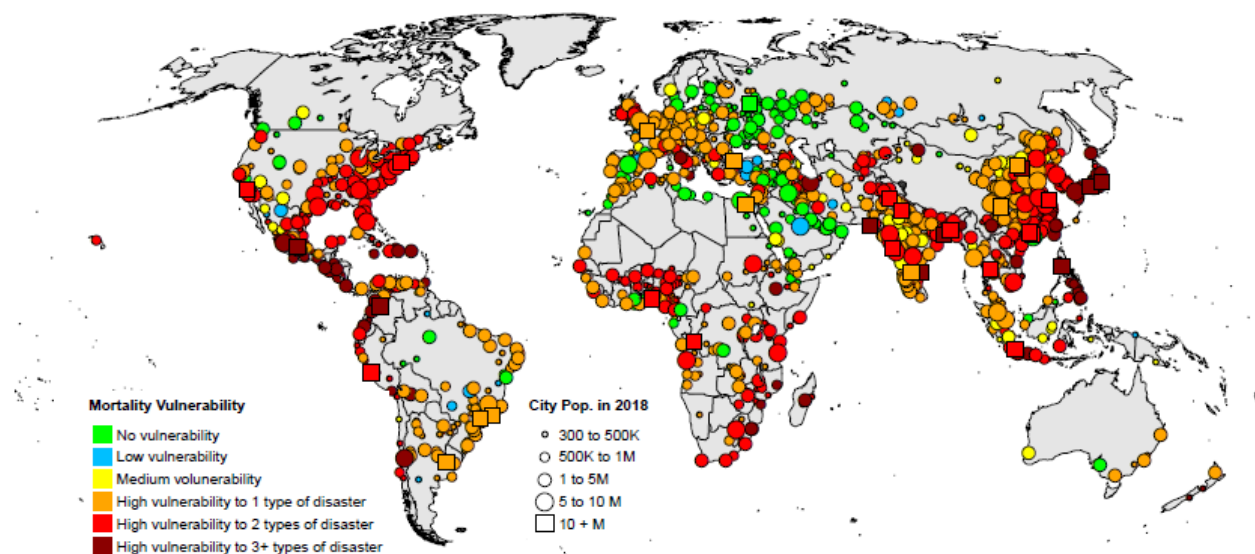 Mortality Vulnerability
No vulnerability
Low vulnerability
Medium volunerability
High vulnerability to 1 type of disaster
High vulnerability to 2 types of disaster
High vulnerability to 3+ types of disaster
City Pop. in 2018
300 to 500K
500K to 1M
1 to 5M
5 to 10 M
10 + M